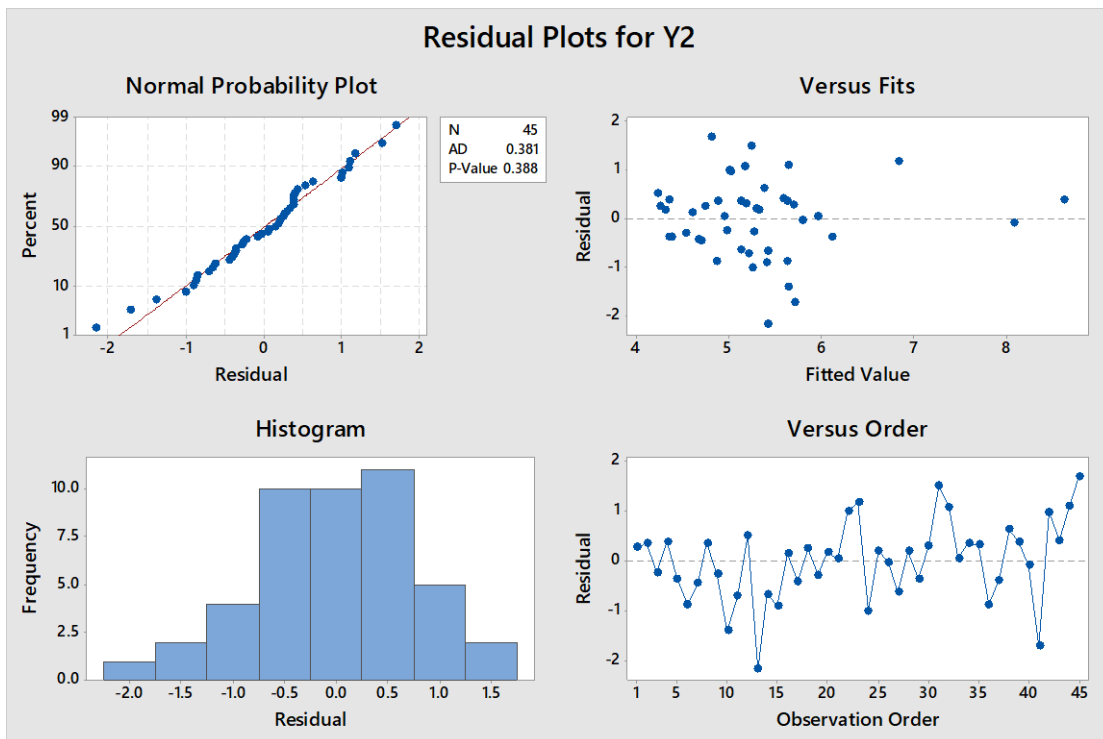 Residual Plots for Y2
Normal Probability Plot
99
90
50
10
1
Percent
-2 -1 0 1 2
Residual
N 45
AD 0.381
P-Value 0.388
Versus Fits
2
1
0
-1
-2
Residual
4 5 6 7 8
Fitted Value
Histogram
10.0
7.5
5.0
2.5
0.0
Frequency
-2.0 -1.5 -1.0 -0.5 0.0 0.5 1.0 1.5
Residual
Versus Order
2
1
0
-1
-2
Residual
1 5 10 15 20 25 30 35 40 45
Observation Order